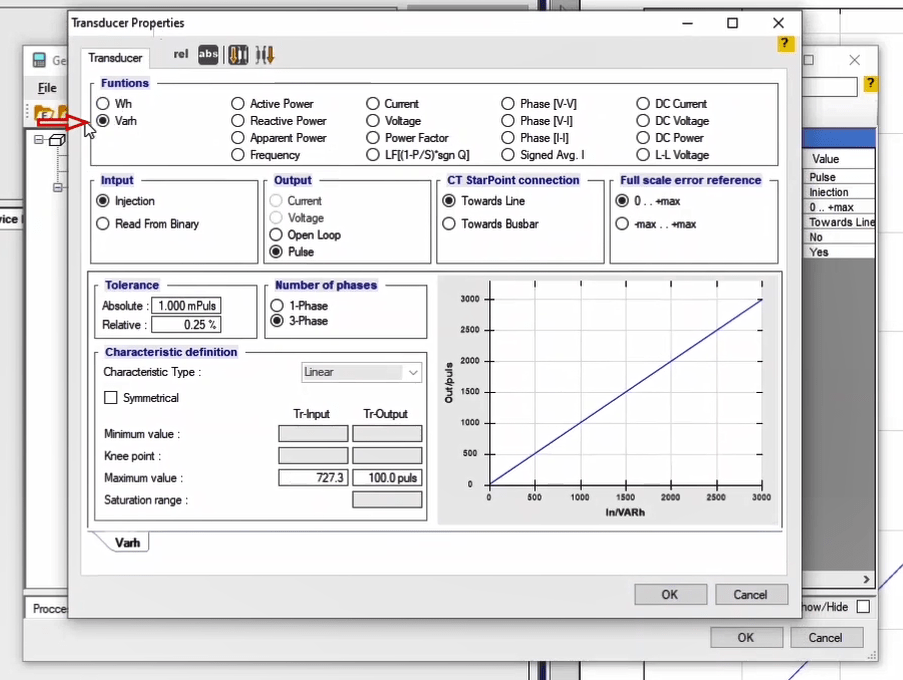 Transducer Properties
Ge
File
Transducer
rel
abs
?
?
Funtions
Wh
Active Power
Current
Phase [V-V]
DC Current
Varh
Reactive Power
Voltage
Phase [V-I]
DC Voltage
Apparent Power
Power Factor
Phase [I-I]
DC Power
Frequency
LF[(1-P/S)*sgn Q]
Signed Avg. I
L-L Voltage
Intput
Injection
Read From Binary
Output
Current
Voltage
Open Loop
Pulse
CT StarPoint connection
Towards Line
Towards Busbar
Full scale error reference
0 . . +max
-max . . +max
Value
Pulse
Injection
0 .. +max
Towards Line
No
Yes
vice
Tolerance
Absolute : 1.000 mPuls
Relative : 0.25 %
Number of phases
1-Phase
3-Phase
Characteristic definition
Characteristic Type : Linear
Symmetrical
Tr-Input Tr-Output
Minimum value :
Knee point :
Maximum value : 727.3 100.0 puls
Saturation range :
Out/puls
3000
2500
2000
1500
1000
500
0
0 500 1000 1500 2000 2500 3000
In/VARh
Varh
OK Cancel
Procce
how/Hide
OK Cancel